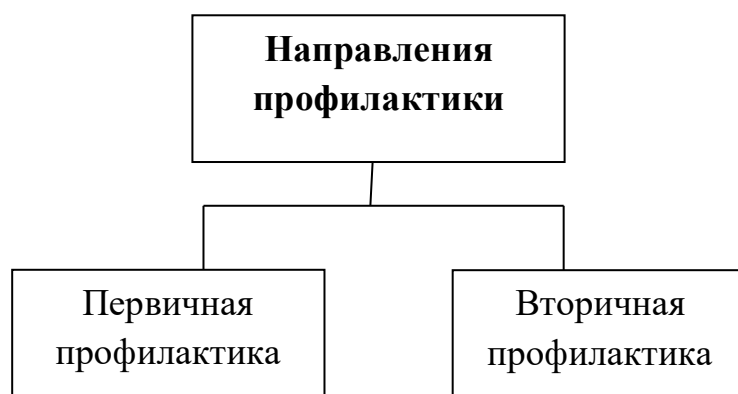 Направления
профилактики
Первичная
профилактика
Вторичная
профилактика